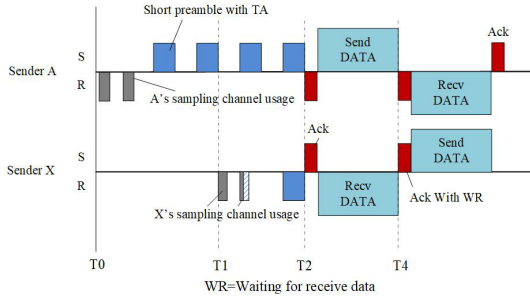 Short preamble with TA
Ack
S
Send
DATA
Sender A
R
A's sampling channel usage
Recv
DATA
Ack
S
Send
DATA
Sender X
R
Recv
DATA
Ack With WR
X's sampling channel usage
T0
T1
T2
T4
WR=Waiting for receive data